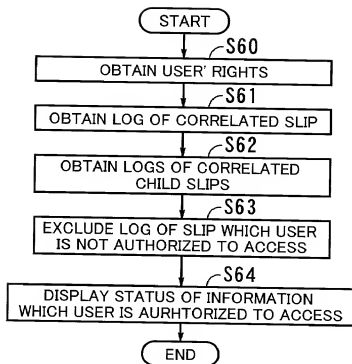 START
S60
OBTAIN USER' RIGHTS
S61
OBTAIN LOG OF CORRELATED SLIP
S62
OBTAIN LOGS OF CORRELATED
CHILD SLIPS
S63
EXCLUDE LOG OF SLIP WHICH USER
IS NOT AUTHORIZED TO ACCESS
S64
DISPLAY STATUS OF INFORMATION
WHICH USER IS AURHTORIZED TO ACCESS
END